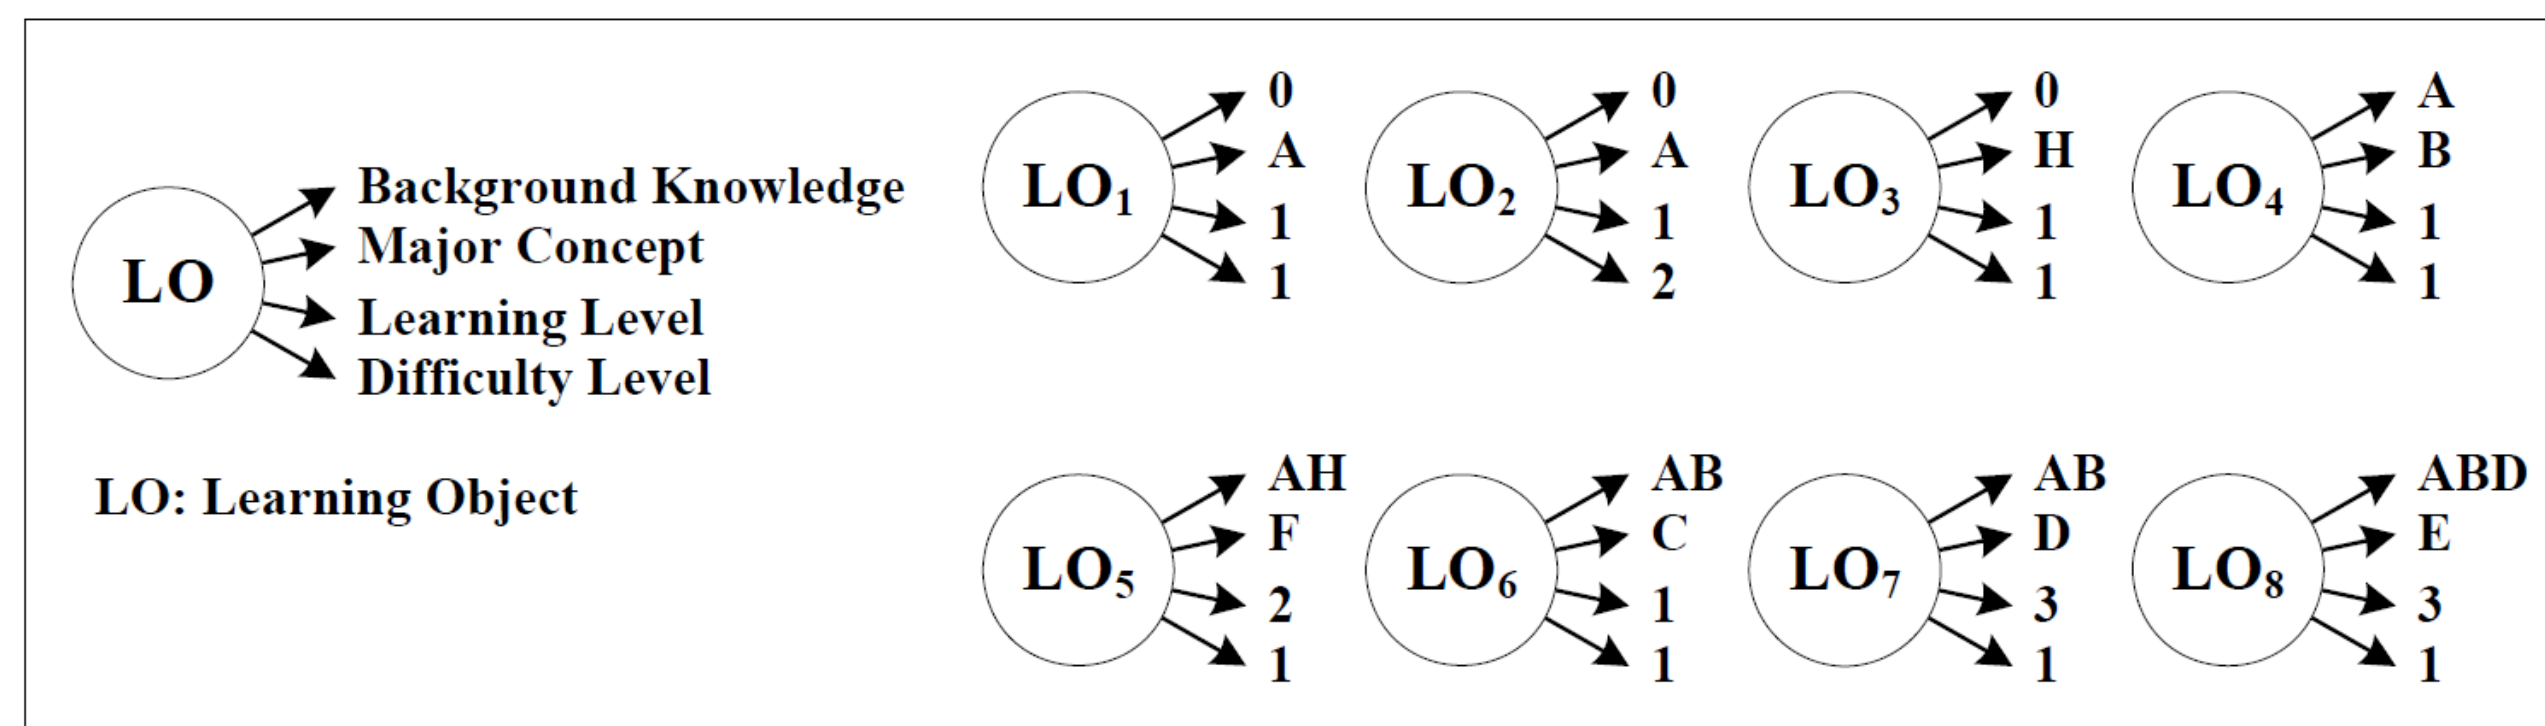 LO
Background Knowledge
Major Concept
Learning Level
Difficulty Level
LO: Learning Object
LO₁
0
A
1
1
LO₂
0
A
1
2
LO₃
0
H
1
1
LO₄
A
B
1
1
LO₅
AH
F
2
1
LO₆
AB
C
1
1
LO₇
AB
D
3
1
LO₈
ABD
E
3
1